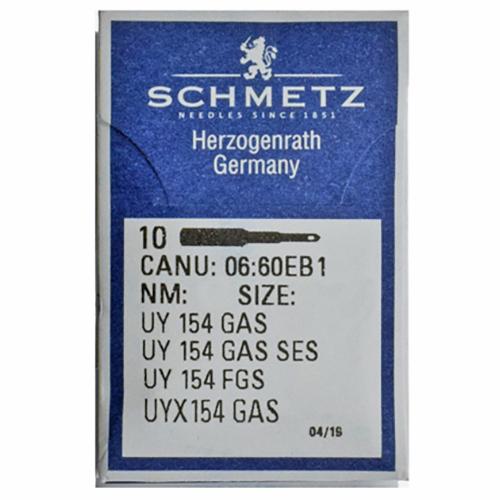 SCHMETZ
NEEDLES SINCE 1851
Herzogenrath
Germany
10
CANU: 06:60EB1
NM: SIZE:
UY 154 GAS
UY 154 GAS SES
UY 154 FGS
UYX154 GAS
04/19